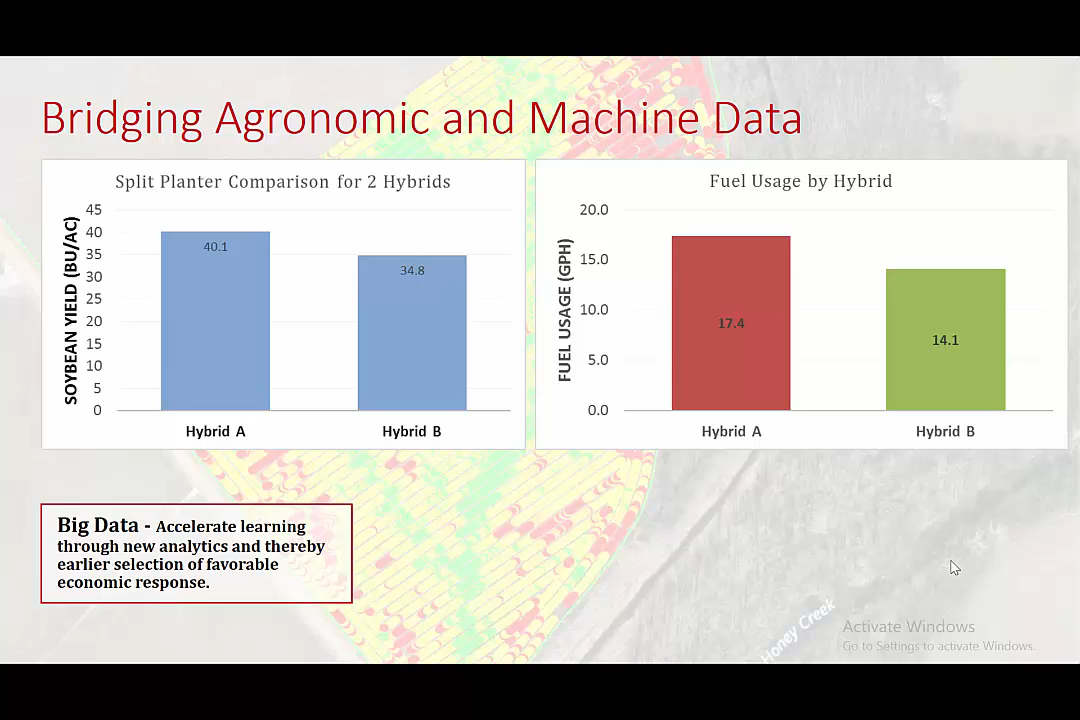 Bridging Agronomic and Machine Data
Split Planter Comparison for 2 Hybrids
SOYBEAN YIELD (BU/AC)
45
40
35
30
25
20
15
10
5
0
40.1
34.8
Hybrid A
Hybrid B
Fuel Usage by Hybrid
FUEL USAGE (GPH)
20.0
15.0
10.0
5.0
0.0
17.4
14.1
Hybrid A
Hybrid B
Big Data - Accelerate learning
through new analytics and thereby
earlier selection of favorable
economic response.
Honey Creek
Activate Windows
Go to Settings to activate Windows.